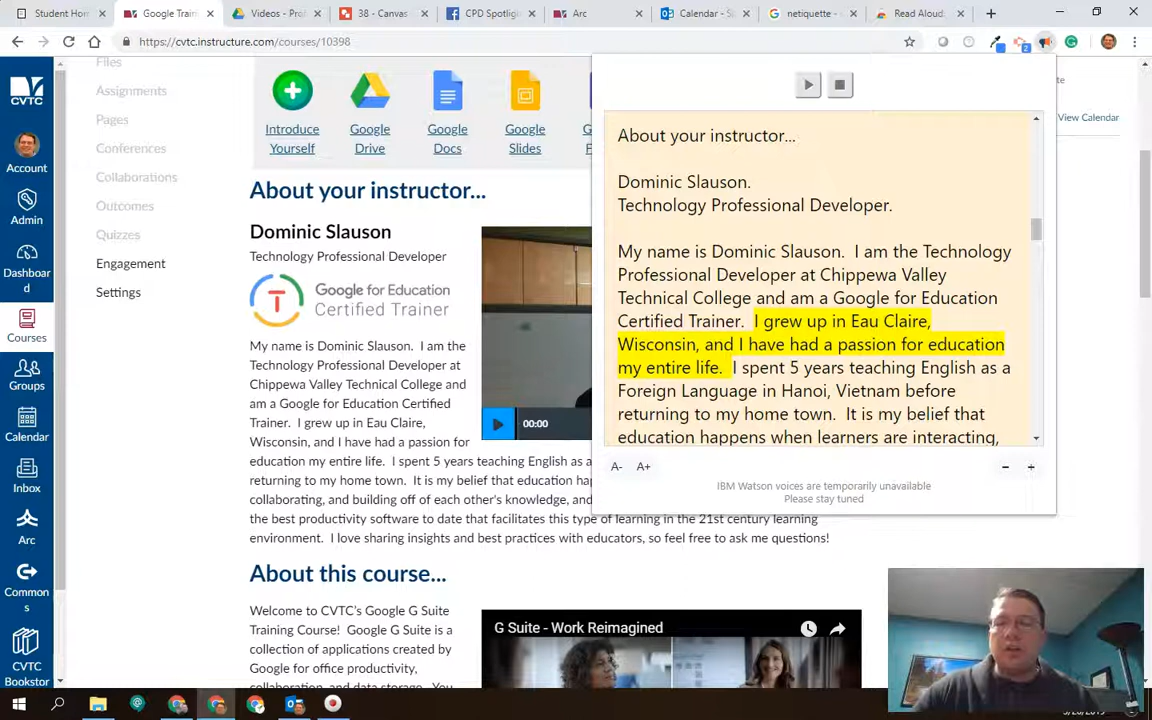 Student Hom
Google Train
Videos - Prof
38 - Canvas
CPD Spotligh
Arc
Calendar - S
netiquette -
Read Aloud:
https://cvtc.instructure.com/courses/10398
2
CVTC
Account
Admin
Dashboar
d
Courses
Groups
Calendar
Inbox
Arc
Common
s
CVTC
Bookstor
Files
Assignments
Pages
Conferences
Collaborations
Outcomes
Quizzes
Engagement
Settings
Introduce
Yourself
Google
Drive
Google
Docs
Google
Slides
View Calendar
About your instructor...
Dominic Slauson
Technology Professional Developer
T
Google for Education
Certified Trainer
My name is Dominic Slauson. I am the
Technology Professional Developer at
Chippewa Valley Technical College and
am a Google for Education Certified
Trainer. I grew up in Eau Claire,
Wisconsin, and I have had a passion for
education my entire life. I spent 5 years teaching English as a
returning to my home town. It is my belief that education hap
collaborating, and building off of each other's knowledge, and
the best productivity software to date that facilitates this type of learning in the 21st century learning
environment. I love sharing insights and best practices with educators, so feel free to ask me questions!
00:00
About this course...
Welcome to CVTC's Google G Suite
Training Course! Google G Suite is a
collection of applications created by
Google for office productivity,
collaboration, and data storage. You
G Suite - Work Reimagined
About your instructor...
Dominic Slauson.
Technology Professional Developer.
My name is Dominic Slauson. I am the Technology
Professional Developer at Chippewa Valley
Technical College and am a Google for Education
Certified Trainer. I grew up in Eau Claire,
Wisconsin, and I have had a passion for education
my entire life. I spent 5 years teaching English as a
Foreign Language in Hanoi, Vietnam before
returning to my home town. It is my belief that
education happens when learners are interacting,
A-
A+
−
+
IBM Watson voices are temporarily unavailable
Please stay tuned